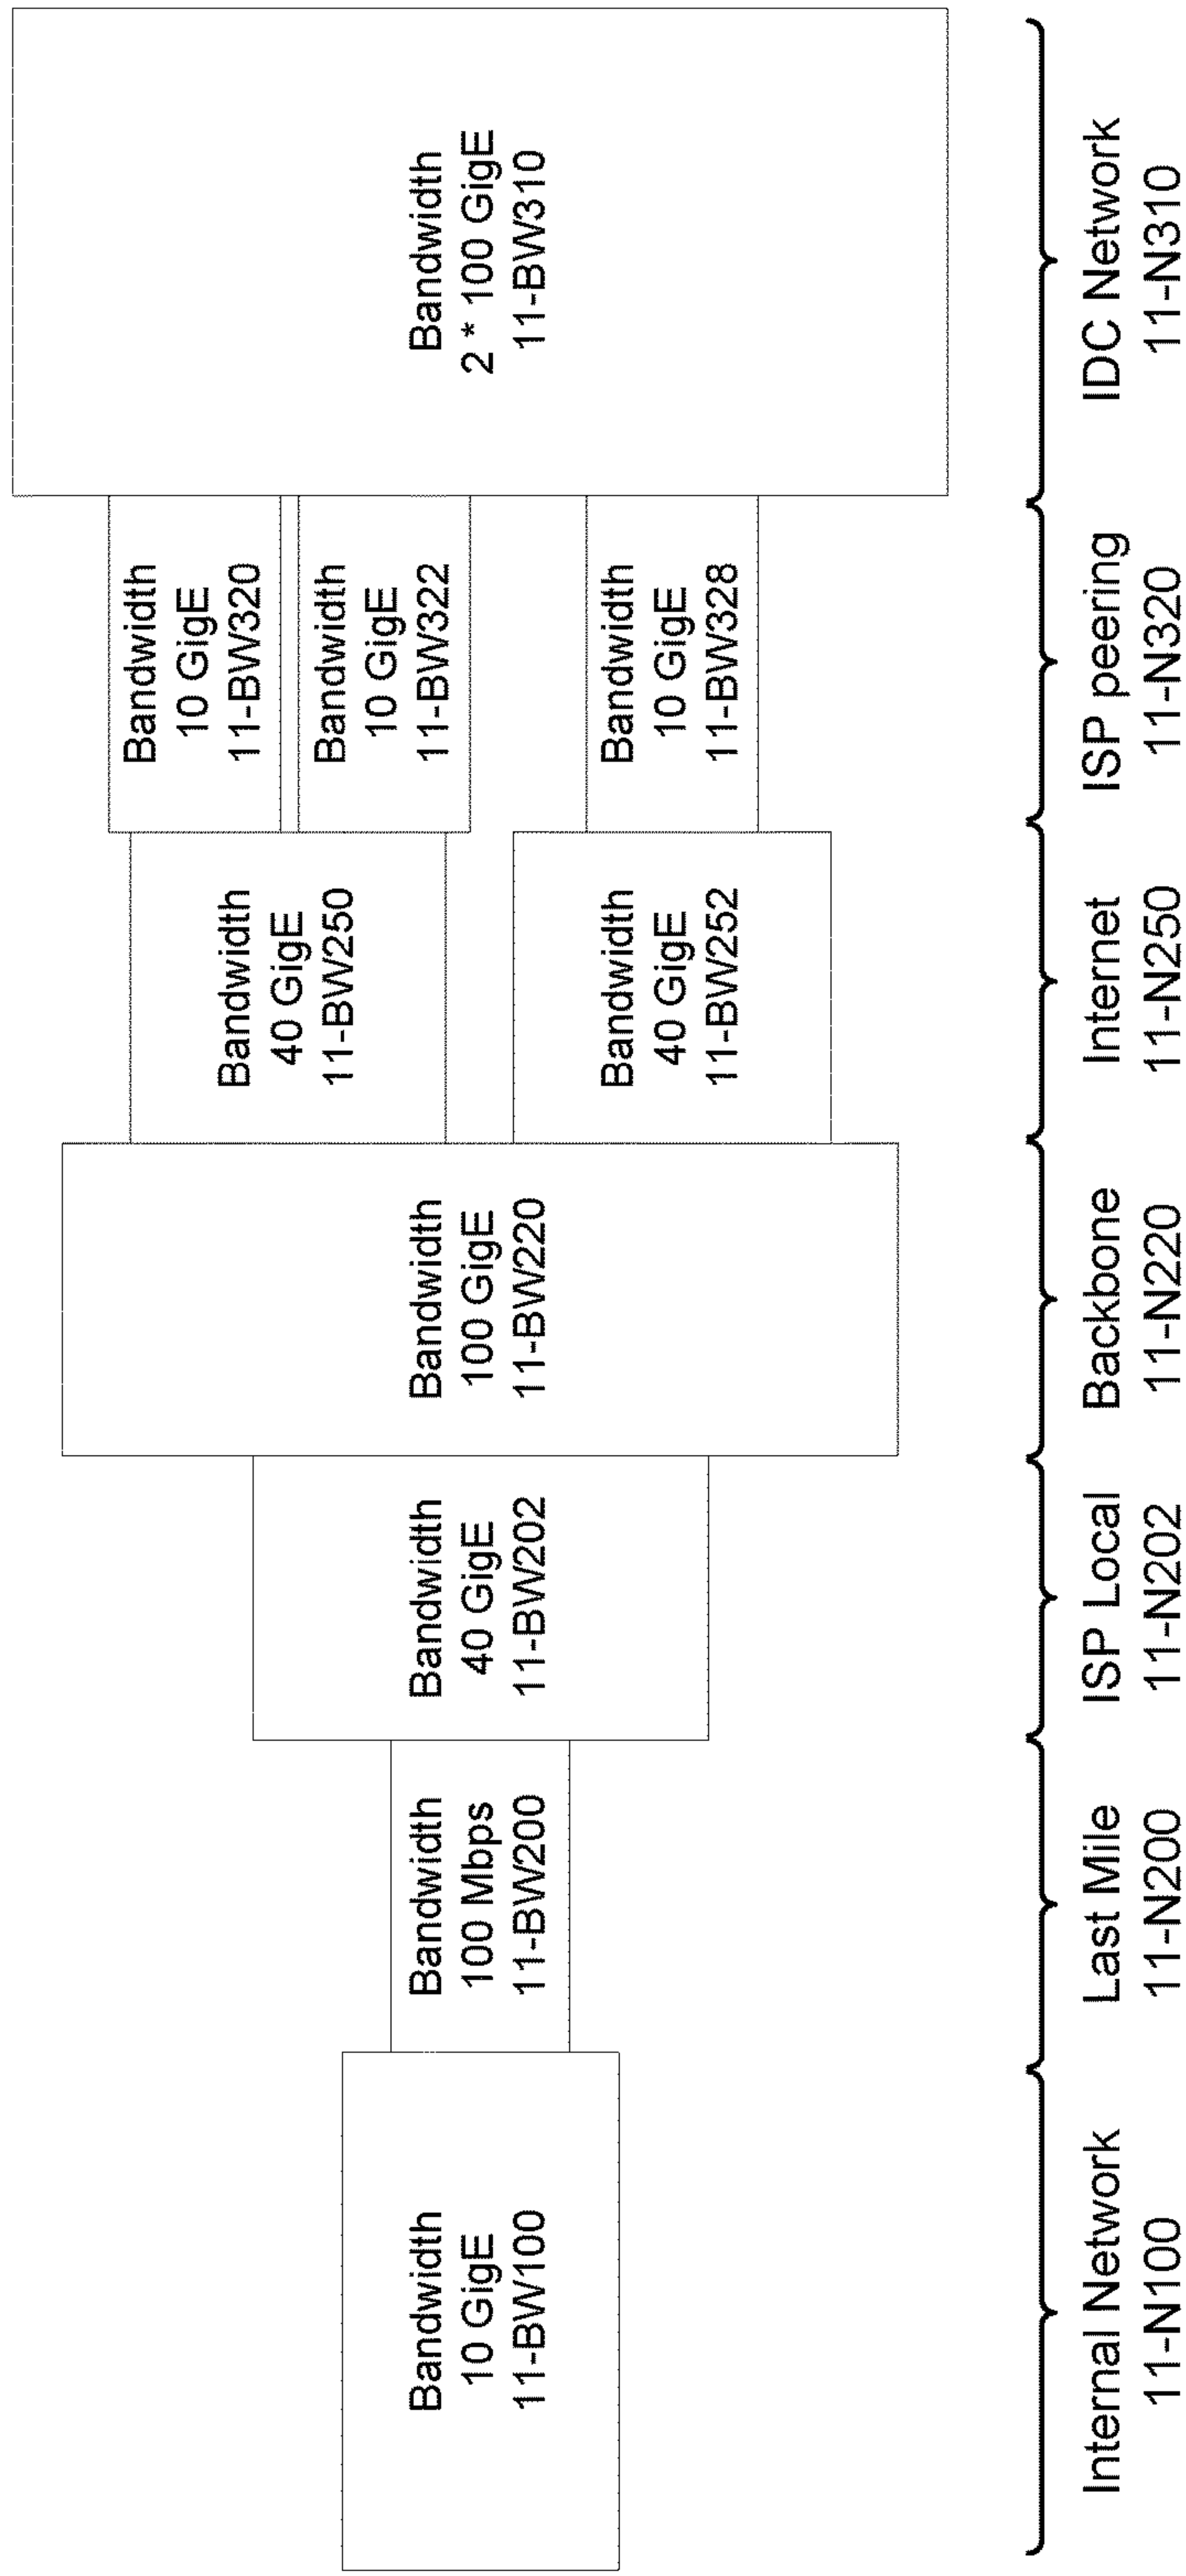 Bandwidth
10 GigE
11-BW100
Bandwidth
100 Mbps
11-BW200
Bandwidth
40 GigE
11-BW202
Bandwidth
100 GigE
11-BW220
Bandwidth
40 GigE
11-BW250
Bandwidth
40 GigE
11-BW252
Bandwidth
10 GigE
11-BW320
Bandwidth
10 GigE
11-BW322
Bandwidth
10 GigE
11-BW328
Bandwidth
2 * 100 GigE
11-BW310
Internal Network
11-N100
Last Mile
11-N200
ISP Local
11-N202
Backbone
11-N220
Internet
11-N250
ISP peering
11-N320
IDC Network
11-N310